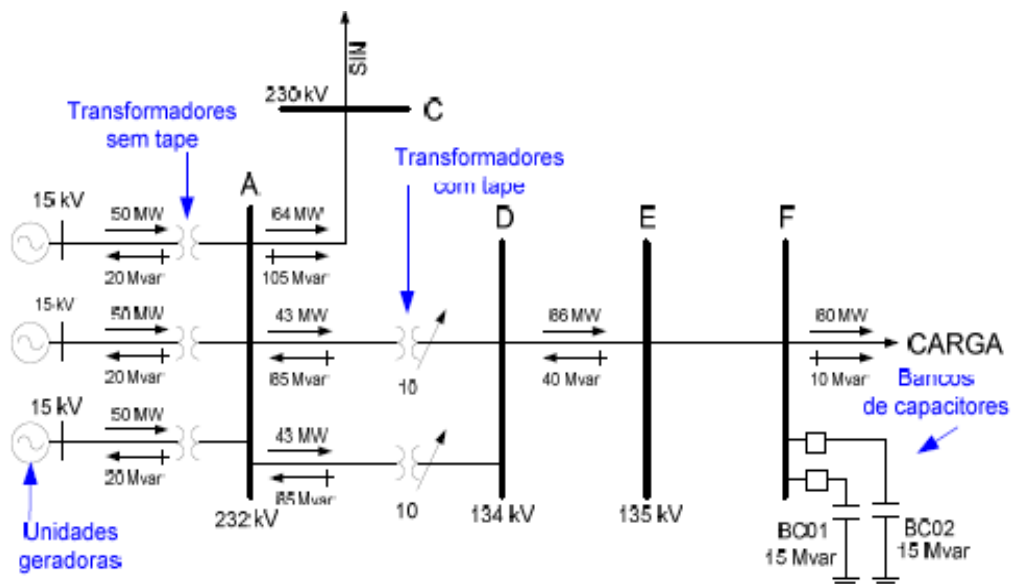 SIN
230 kV
C
Transformadores
sem tape
Transformadores
com tape
A
D
E
F
15 kV
50 MW
20 Mvar
64 MW
105 Mvar
15 kV
50 MW
20 Mvar
43 MW
85 Mvar
10
86 MW
40 Mvar
60 MW
10 Mvar
CARGA
Bancos
de capacitores
15 kV
50 MW
20 Mvar
43 MW
85 Mvar
10
232 kV
134 kV
135 kV
Unidades
geradoras
BC01
15 Mvar
BC02
15 Mvar